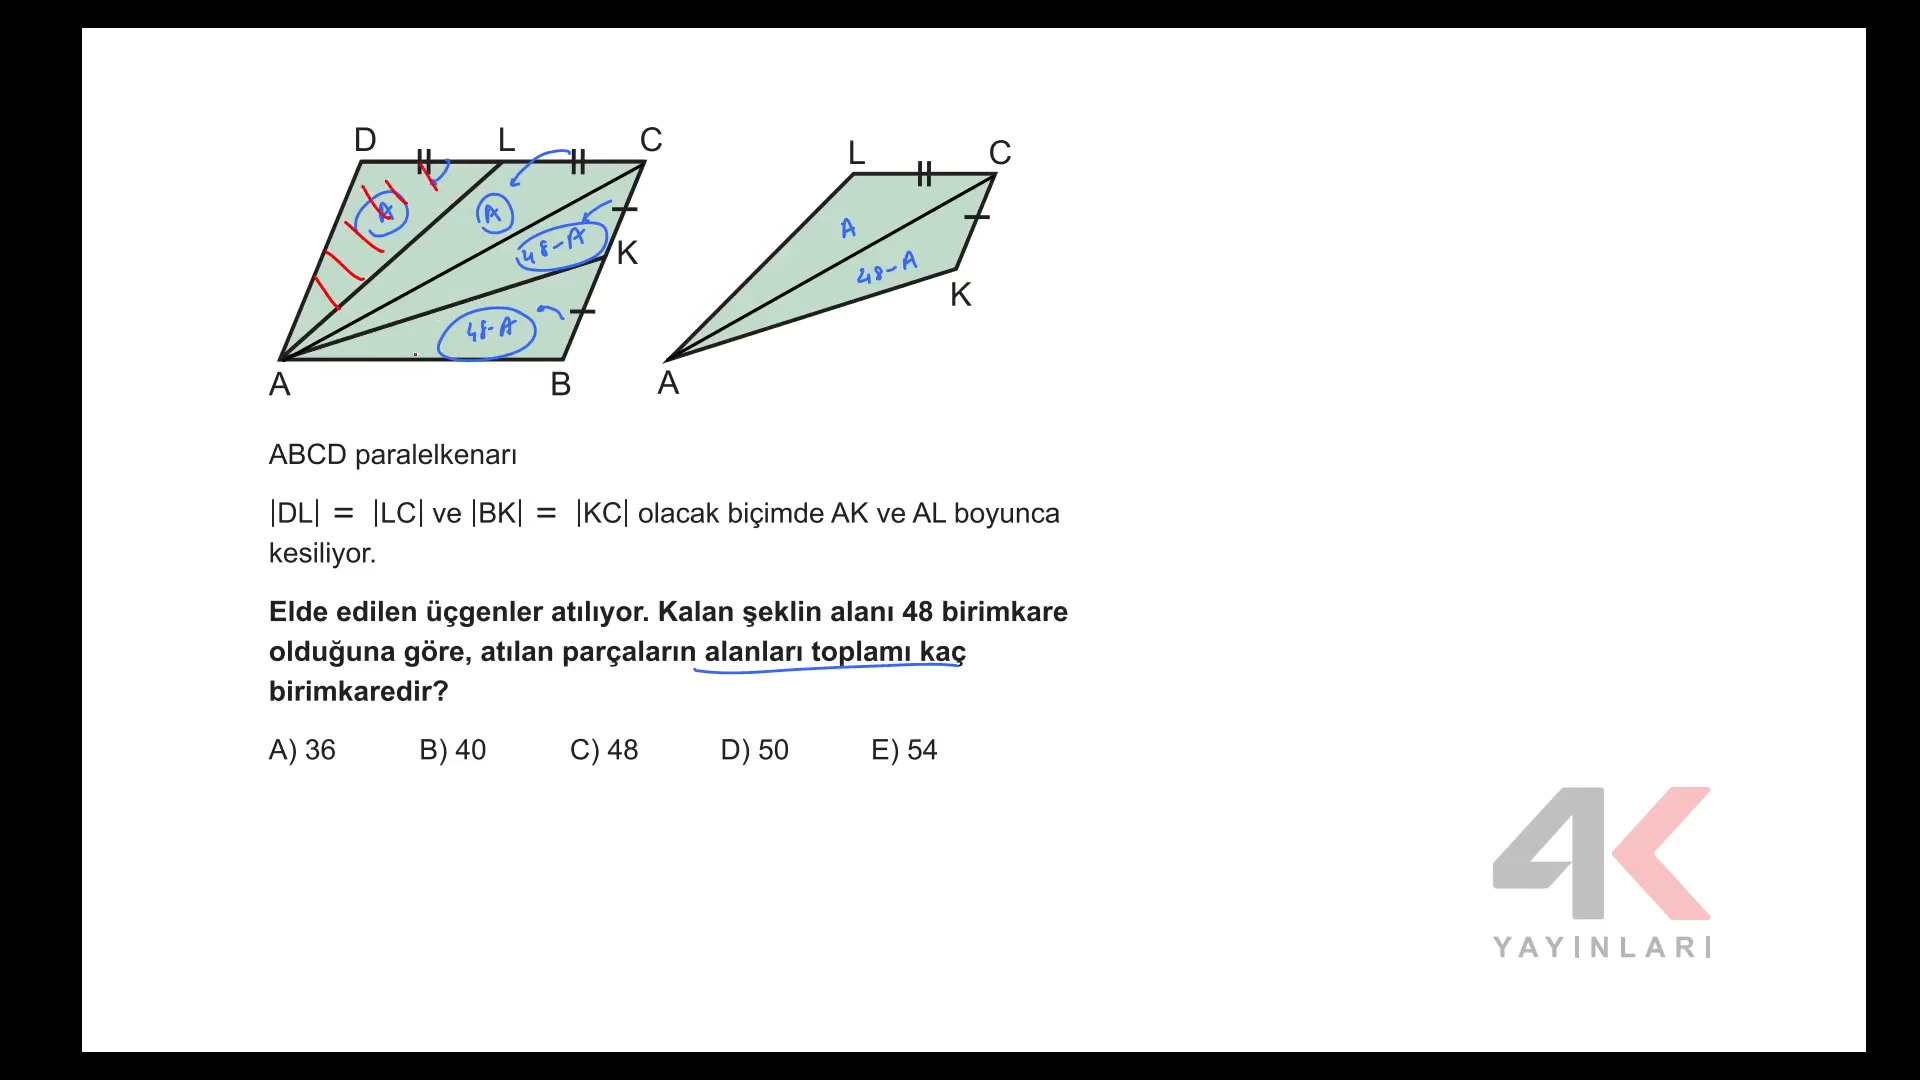 D L C
A
A
48-A
K
48-A
A B
L C
A
48-A
K
A
ABCD paralelkenarı
|DL| = |LC| ve |BK| = |KC| olacak biçimde AK ve AL boyunca
kesiliyor.
Elde edilen üçgenler atılıyor. Kalan şeklin alanı 48 birimkare
olduğuna göre, atılan parçaların alanları toplamı kaç
birimkaredir?
A) 36 B) 40 C) 48 D) 50 E) 54
4K
YAYINLARI